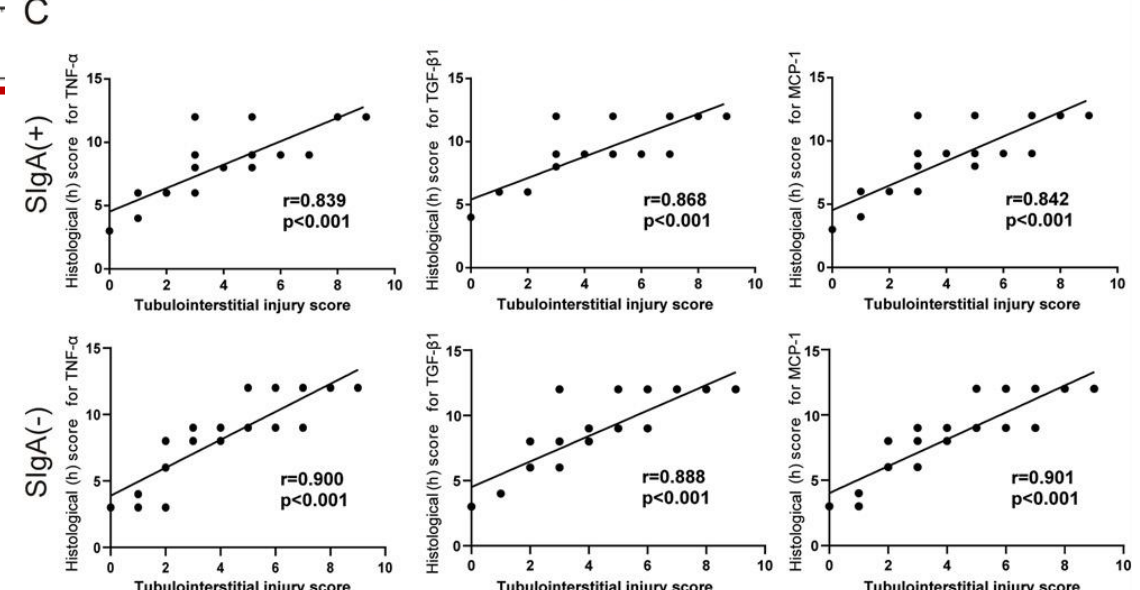 C
SIgA(+)
Histological (h) score for TNF-α
15
10
5
0
r=0.839
p<0.001
0 2 4 6 8 10
Tubulointerstitial injury score
Histological (h) score for TGF-β1
15
10
5
0
r=0.868
p<0.001
0 2 4 6 8 10
Tubulointerstitial injury score
Histological (h) score for MCP-1
15
10
5
0
r=0.842
p<0.001
0 2 4 6 8 10
Tubulointerstitial injury score
SIgA(-)
Histological (h) score for TNF-α
15
10
5
0
r=0.900
p<0.001
0 2 4 6 8 10
Tubulointerstitial injury score
Histological (h) score for TGF-β1
15
10
5
0
r=0.888
p<0.001
0 2 4 6 8 10
Tubulointerstitial injury score
Histological (h) score for MCP-1
15
10
5
0
r=0.901
p<0.001
0 2 4 6 8 10
Tubulointerstitial injury score